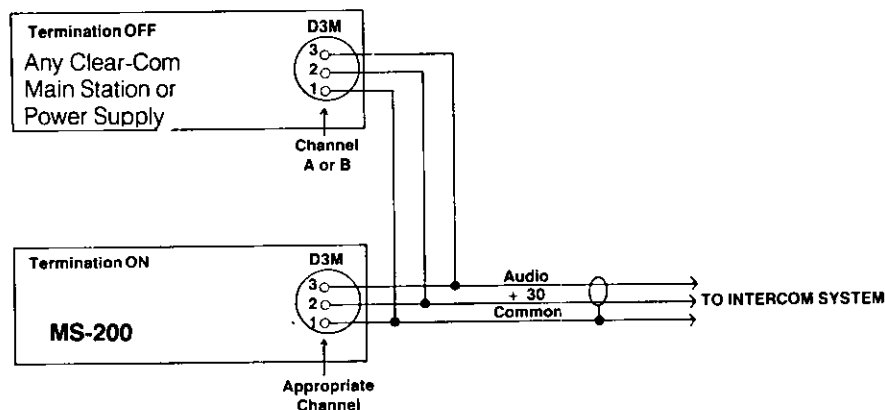 Termination OFF
D3M
Any Clear-Com
Main Station or
Power Supply
3
2
1
Channel
A or B
Termination ON
D3M
MS-200
3
2
1
Audio
+ 30
Common
TO INTERCOM SYSTEM
Appropriate
Channel